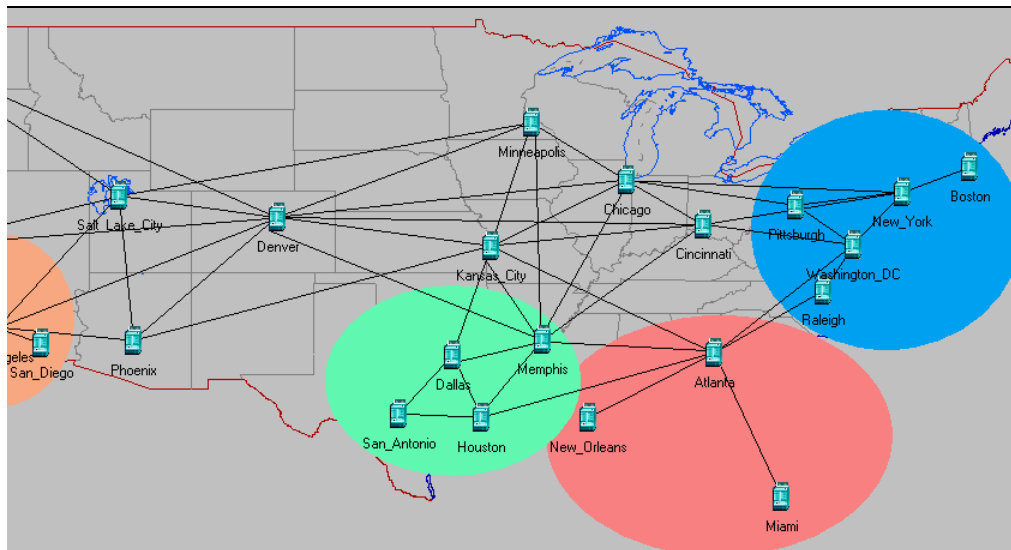 Minneapolis
Boston
Chicago
New_York
Salt_Lake_City
Pittsburgh
Denver
Cincinnati
Kansas_City
Washington_DC
Raleigh
geles
San_Diego
Phoenix
Memphis
Dallas
Atlanta
San_Antonio
Houston
New_Orleans
Miami